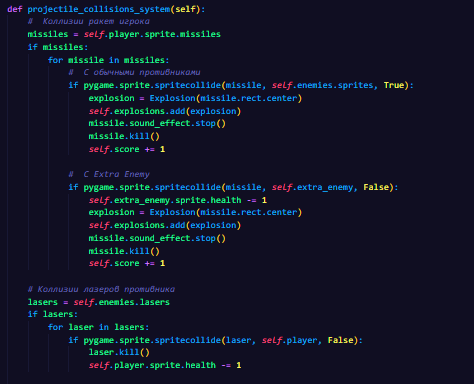 def projectile_collisions_system(self):
    #  Коллизии ракет игрока
    missiles = self.player.sprite.missiles
    if missiles:
        for missile in missiles:
            #  С обычными противниками
            if pygame.sprite.spritecollide(missile, self.enemies.sprites, True):
                explosion = Explosion(missile.rect.center)
                self.explosions.add(explosion)
                missile.sound_effect.stop()
                missile.kill()
                self.score += 1

            #  С Extra Enemy
            if pygame.sprite.spritecollide(missile, self.extra_enemy, False):
                self.extra_enemy.sprite.health -= 1
                explosion = Explosion(missile.rect.center)
                self.explosions.add(explosion)
                missile.sound_effect.stop()
                missile.kill()
                self.score += 1

    # Коллизии лазеров противника
    lasers = self.enemies.lasers
    if lasers:
        for laser in lasers:
            if pygame.sprite.spritecollide(laser, self.player, False):
                laser.kill()
                self.player.sprite.health -= 1